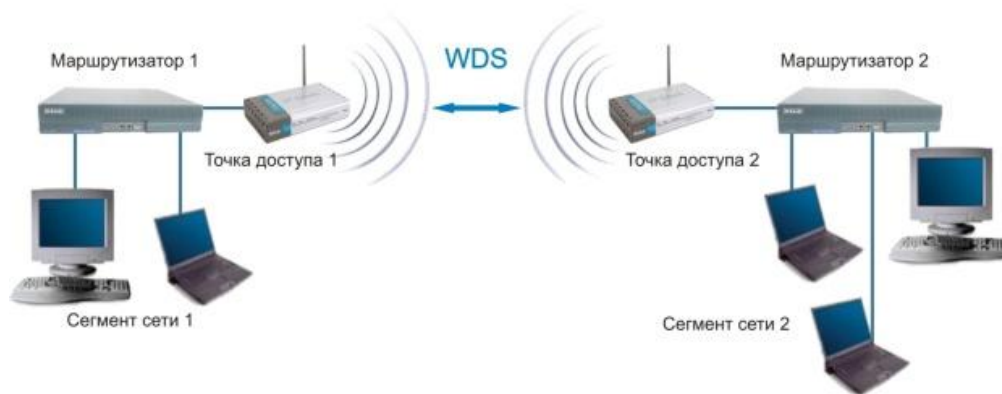 Маршрутизатор 1
WDS
Маршрутизатор 2
Точка доступа 1
Точка доступа 2
Сегмент сети 1
Сегмент сети 2